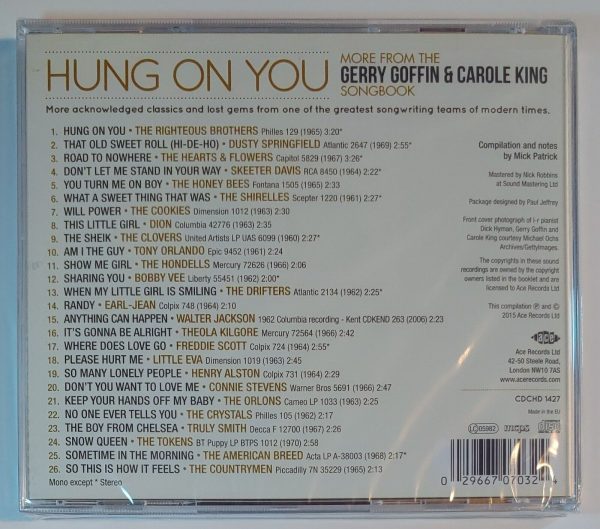 HUNG ON YOU
MORE FROM THE
GERRY GOFFIN & CAROLE KING
SONGBOOK
More acknowledged classics and lost gems from one of the greatest songwriting teams of modern times.
1. HUNG ON YOU • THE RIGHTEOUS BROTHERS Philles 129 (1965) 3:20*
2. THAT OLD SWEET ROLL (HI-DE-HO) • DUSTY SPRINGFIELD Atlantic 2647 (1969) 2:55*
3. ROAD TO NOWHERE • THE HEARTS & FLOWERS Capitol 5829 (1967) 3:26*
4. DON'T LET ME STAND IN YOUR WAY • SKEETER DAVIS RCA 8450 (1964) 2:22*
5. YOU TURN ME ON BOY • THE HONEY BEES Fontana 1505 (1965) 2:33
6. WHAT A SWEET THING THAT WAS • THE SHIRELLES Scepter 1220 (1961) 2:27*
7. WILL POWER • THE COOKIES Dimension 1012 (1963) 2:30
8. THIS LITTLE GIRL • DION Columbia 42776 (1963) 2:35
9. THE SHEIK • THE CLOVERS United Artists LP UAS 6099 (1960) 2:27*
10. AM I THE GUY • TONY ORLANDO Epic 9452 (1961) 2:24
11. SHOW ME GIRL • THE HONDELLS Mercury 72626 (1966) 2:06
12. SHARING YOU • BOBBY VEE Liberty 55451 (1962) 2:00*
13. WHEN MY LITTLE GIRL IS SMILING • THE DRIFTERS Atlantic 2134 (1962) 2:25*
14. RANDY • EARL-JEAN Colpix 748 (1964) 2:10
15. ANYTHING CAN HAPPEN • WALTER JACKSON 1962 Columbia recording - Kent CDKEND 263 (2006) 2:23
16. IT'S GONNA BE ALRIGHT • THEOLA KILGORE Mercury 72564 (1966) 2:42
17. WHERE DOES LOVE GO • FREDDIE SCOTT Colpix 724 (1964) 2:55*
18. PLEASE HURT ME • LITTLE EVA Dimension 1019 (1963) 2:45
19. SO MANY LONELY PEOPLE • HENRY ALSTON Colpix 731 (1964) 2:29
20. DON'T YOU WANT TO LOVE ME • CONNIE STEVENS Warner Bros 5691 (1966) 2:47
21. KEEP YOUR HANDS OFF MY BABY • THE ORLONS Cameo LP 1033 (1963) 2:35
22. NO ONE EVER TELLS YOU • THE CRYSTALS Philles 105 (1962) 2:17
23. THE BOY FROM CHELSEA • TRULY SMITH Decca F 12700 (1967) 2:26
24. SNOW QUEEN • THE TOKENS BT Puppy LP BTPS 1012 (1970) 2:58
25. SOMETIME IN THE MORNING • THE AMERICAN BREED Acta LP A-38003 (1968) 2:17*
26. SO THIS IS HOW IT FEELS • THE COUNTRYMEN Piccadilly 7N 35229 (1965) 2:13
Mono except * Stereo
Compilation and notes
by Mick Patrick
Mastered by Nick Robbins
at Sound Mastering Ltd
Package designed by Paul Jeffrey
Front cover photograph of l-r pianist
Dick Hyman, Gerry Goffin and
Carole King courtesy Michael Ochs
Archives/GettyImages.
The copyrights in these sound
recordings are owned by the copyright
owners listed in the booklet and are
licensed to Ace Records Ltd
This compilation ℗ and ©
2015 Ace Records Ltd
ACE
Ace Records Ltd
42-50 Steele Road,
London NW10 7AS
www.acerecords.com
CDCHD 1427
Made in the EU
LC 05982
mcps
disc
0 29667 07032 4